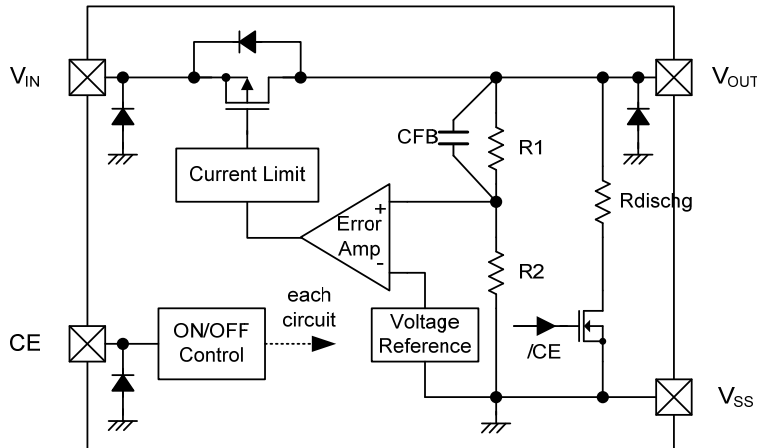 VIN
VOUT
CFB
R1
Current Limit
Rdischg
+
Error
Amp
-
R2
each
circuit
CE
ON/OFF
Control
Voltage
Reference
/CE
VSS